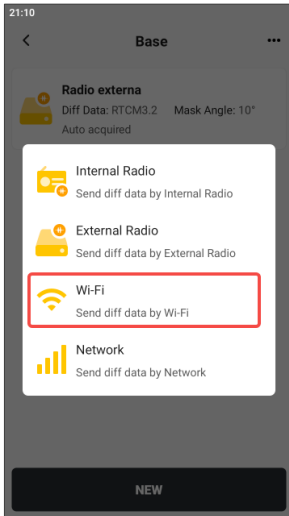 21:10
Base
Radio externa
Diff Data: RTCM3.2 Mask Angle: 10°
Auto acquired
Internal Radio
Send diff data by Internal Radio
External Radio
Send diff data by External Radio
Wi-Fi
Send diff data by Wi-Fi
Network
Send diff data by Network
NEW